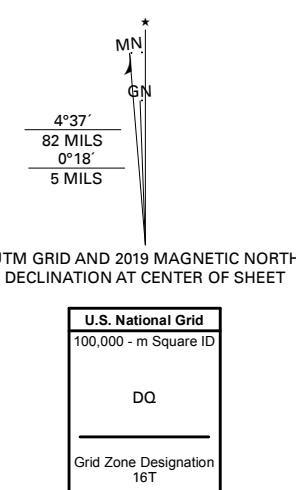 ★
MN
GN
4°37´
82 MILS
0°18´
5 MILS
UTM GRID AND 2019 MAGNETIC NORTH
DECLINATION AT CENTER OF SHEET
U.S. National Grid
100,000 - m Square ID
DQ
Grid Zone Designation
16T